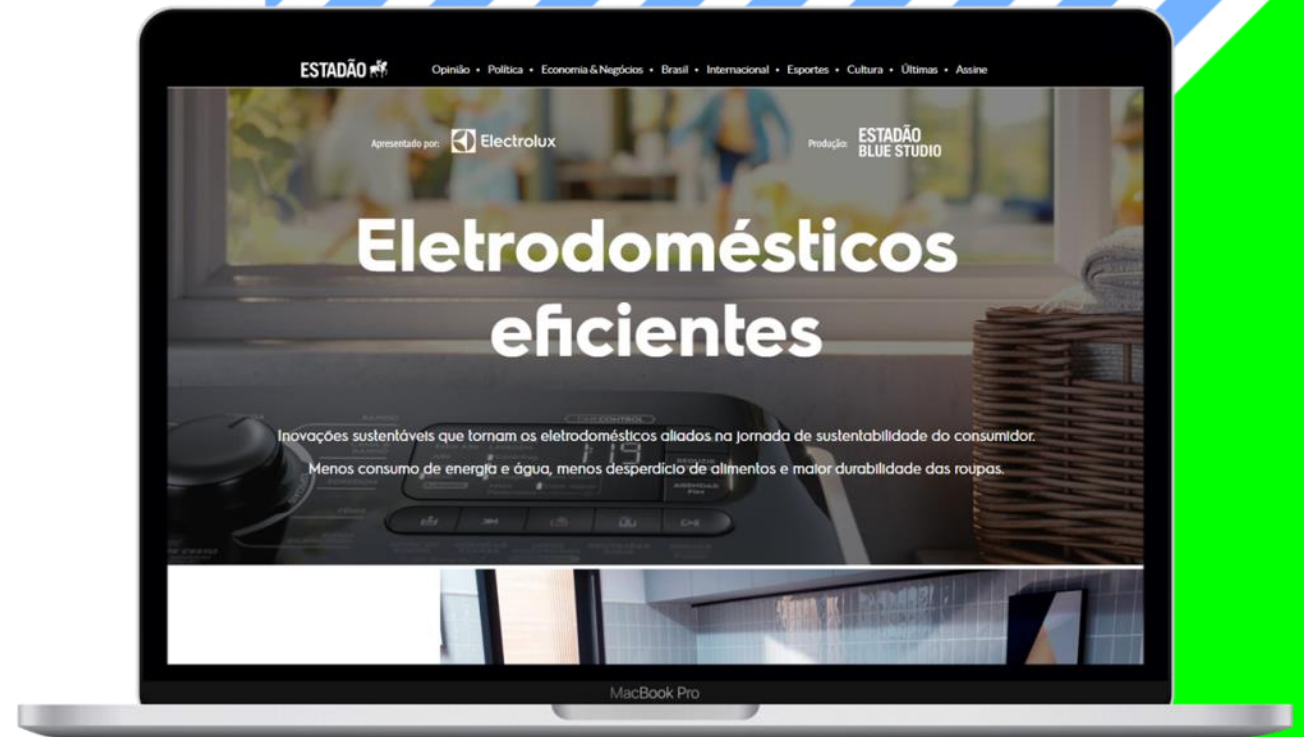 ESTADÃO
Opinião • Política • Economia & Negócios • Brasil • Internacional • Esportes • Cultura • Últimas • Assine
Apresentado por: Electrolux
Produção: ESTADÃO
BLUE STUDIO
Eletrodomésticos
eficientes
Inovações sustentáveis que tornam os eletrodomésticos aliados na jornada de sustentabilidade do consumidor.
Menos consumo de energia e água, menos desperdício de alimentos e maior durabilidade das roupas.
1:19
MacBook Pro